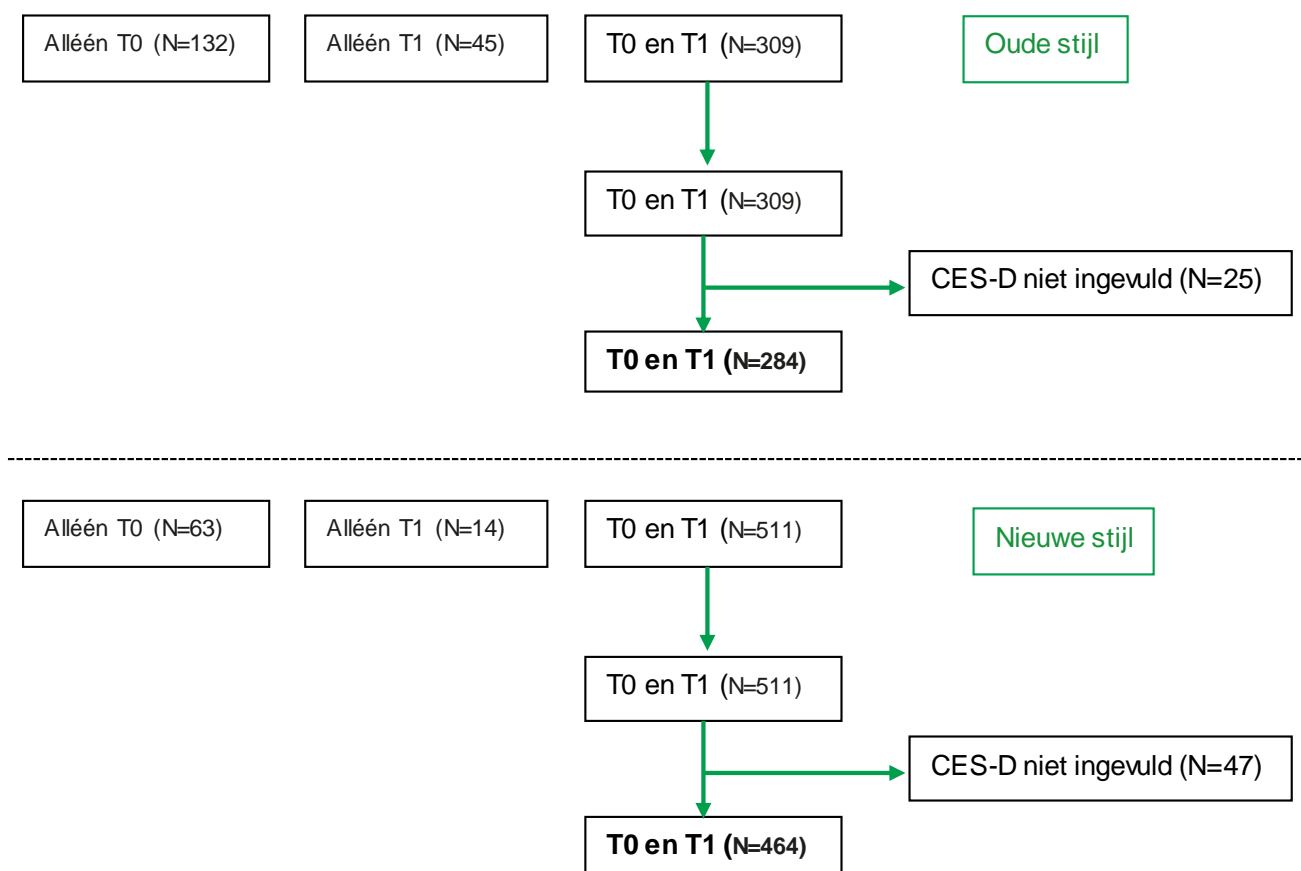 Alléén T0 (N=132)
Alléén T1 (N=45)
T0 en T1 (N=309)
Oude stijl
T0 en T1 (N=309)
CES-D niet ingevuld (N=25)
T0 en T1 (N=284)
Alléén T0 (N=63)
Alléén T1 (N=14)
T0 en T1 (N=511)
Nieuwe stijl
T0 en T1 (N=511)
CES-D niet ingevuld (N=47)
T0 en T1 (N=464)